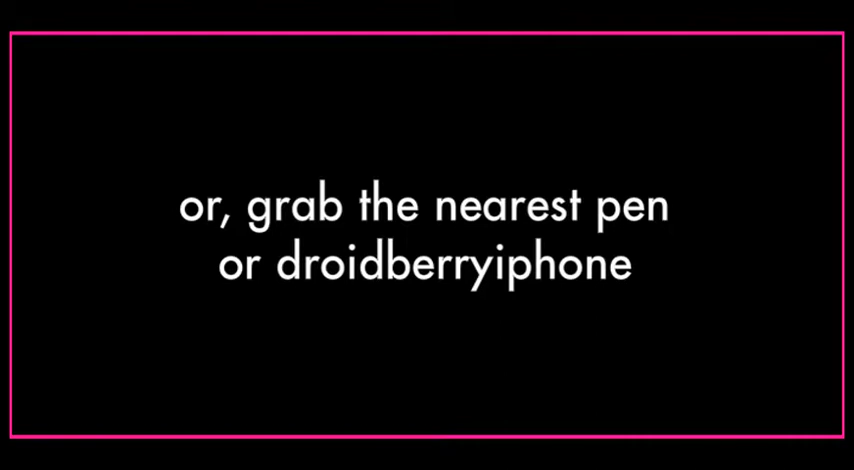 or, grab the nearest pen
or droidberryiphone